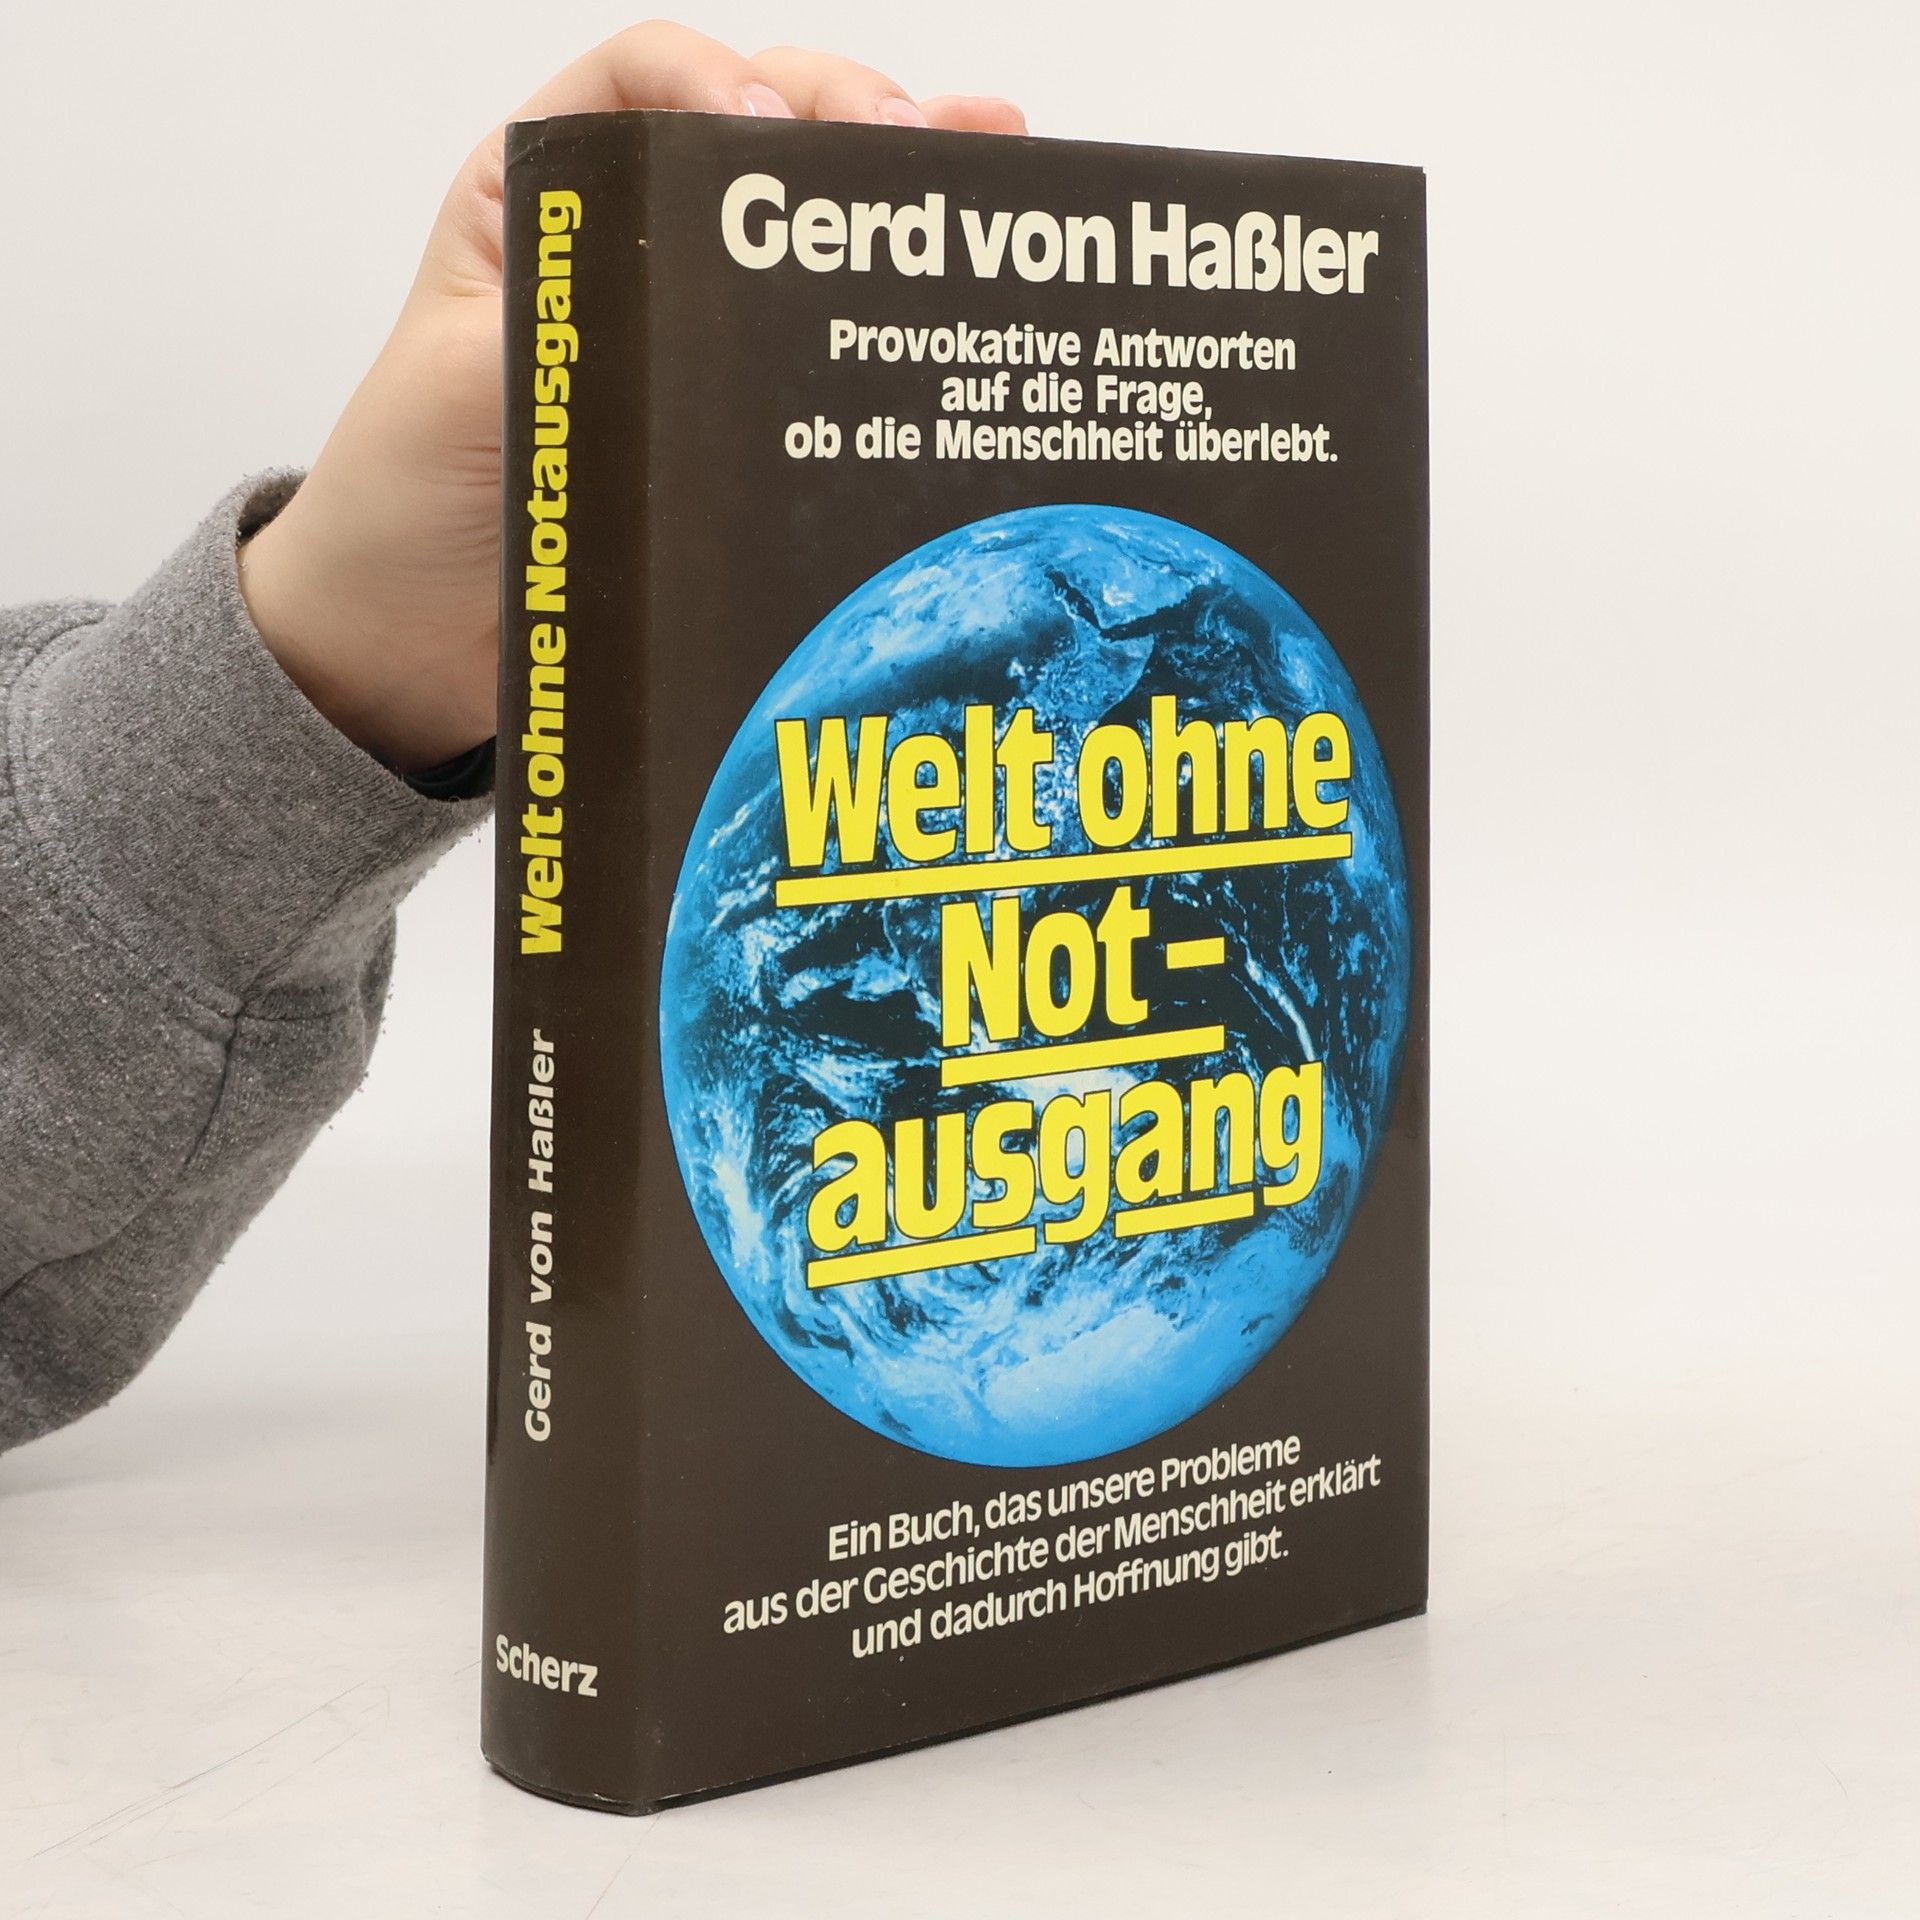 Gerd von Haßler
Provokative Antworten
auf die Frage,
ob die Menschheit überlebt.
Welt ohne
Not-
ausgang
Ein Buch, das unsere Probleme
aus der Geschichte der Menschheit erklärt
und dadurch Hoffnung gibt.
Gerd von Haßler Welt ohne Notausgang
Scherz